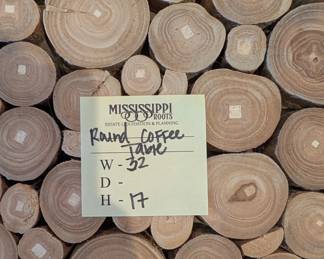 MISSISSIPPI
ROOTS
ESTATE LIQUIDATION & PLANNING
Round Coffee
Table
W - 32
D -
H - 17